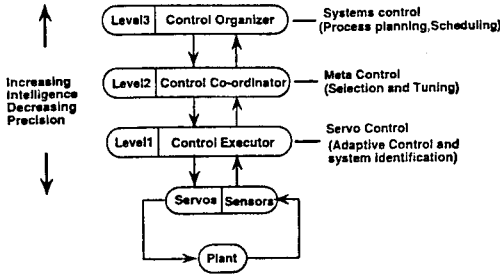 Level3 Control Organizer
Systems control
(Process planning,Scheduling)
Level2 Control Co-ordinator
Meta Control
(Selection and Tuning)
Increasing
Intelligence
Decreasing
Precision
Level1 Control Executor
Servo Control
(Adaptive Control and
system identification)
Servos Sensors
Plant